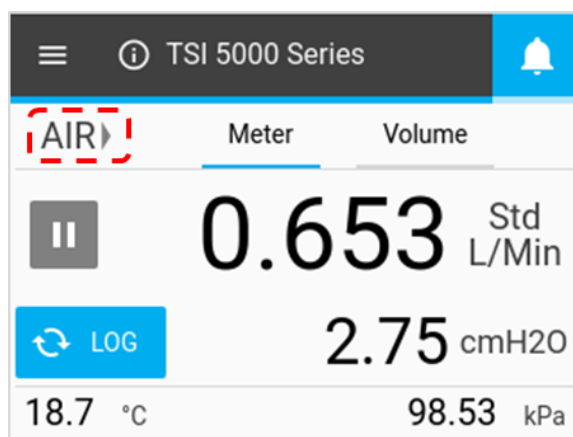 TSI 5000 Series
AIR Meter Volume
0.653 Std L/Min
LOG 2.75 cmH2O
18.7 °C 98.53 kPa